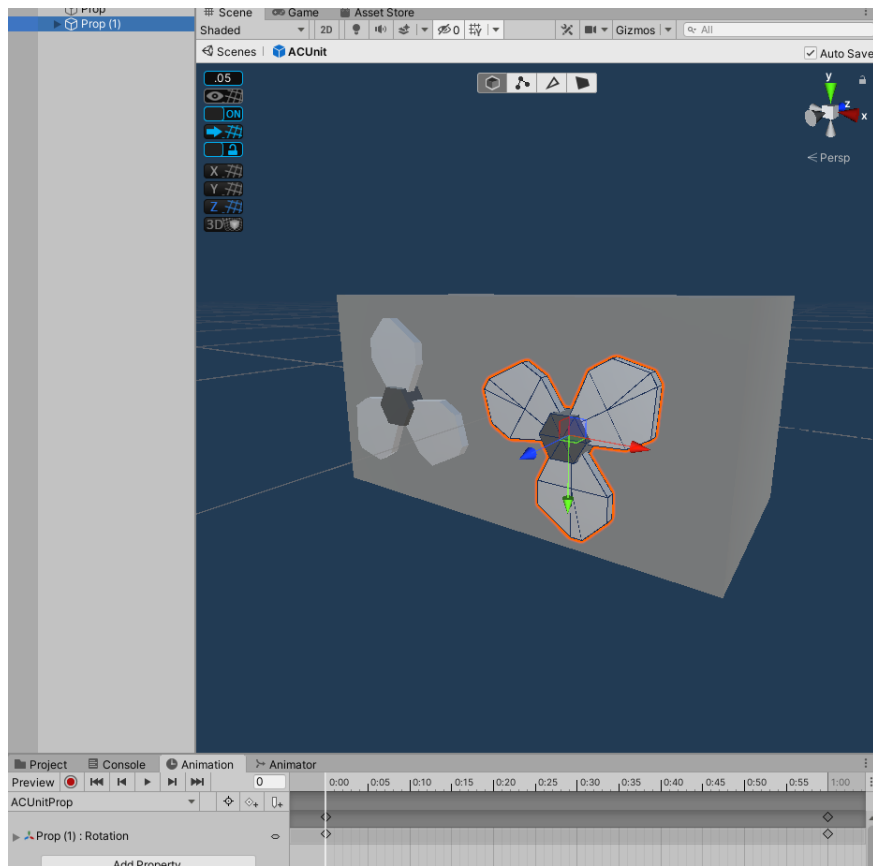 Prop
Prop (1)
Scene Game Asset Store
Shaded 2D 0 Gizmos All
Scenes ACUnit Auto Save
.05
ON
X
Y
Z
3D
y
z
x
Persp
Project Console Animation Animator
Preview 0 0:00 0:05 0:10 0:15 0:20 0:25 0:30 0:35 0:40 0:45 0:50 0:55 1:00
ACUnitProp
Prop (1) : Rotation
Add Property